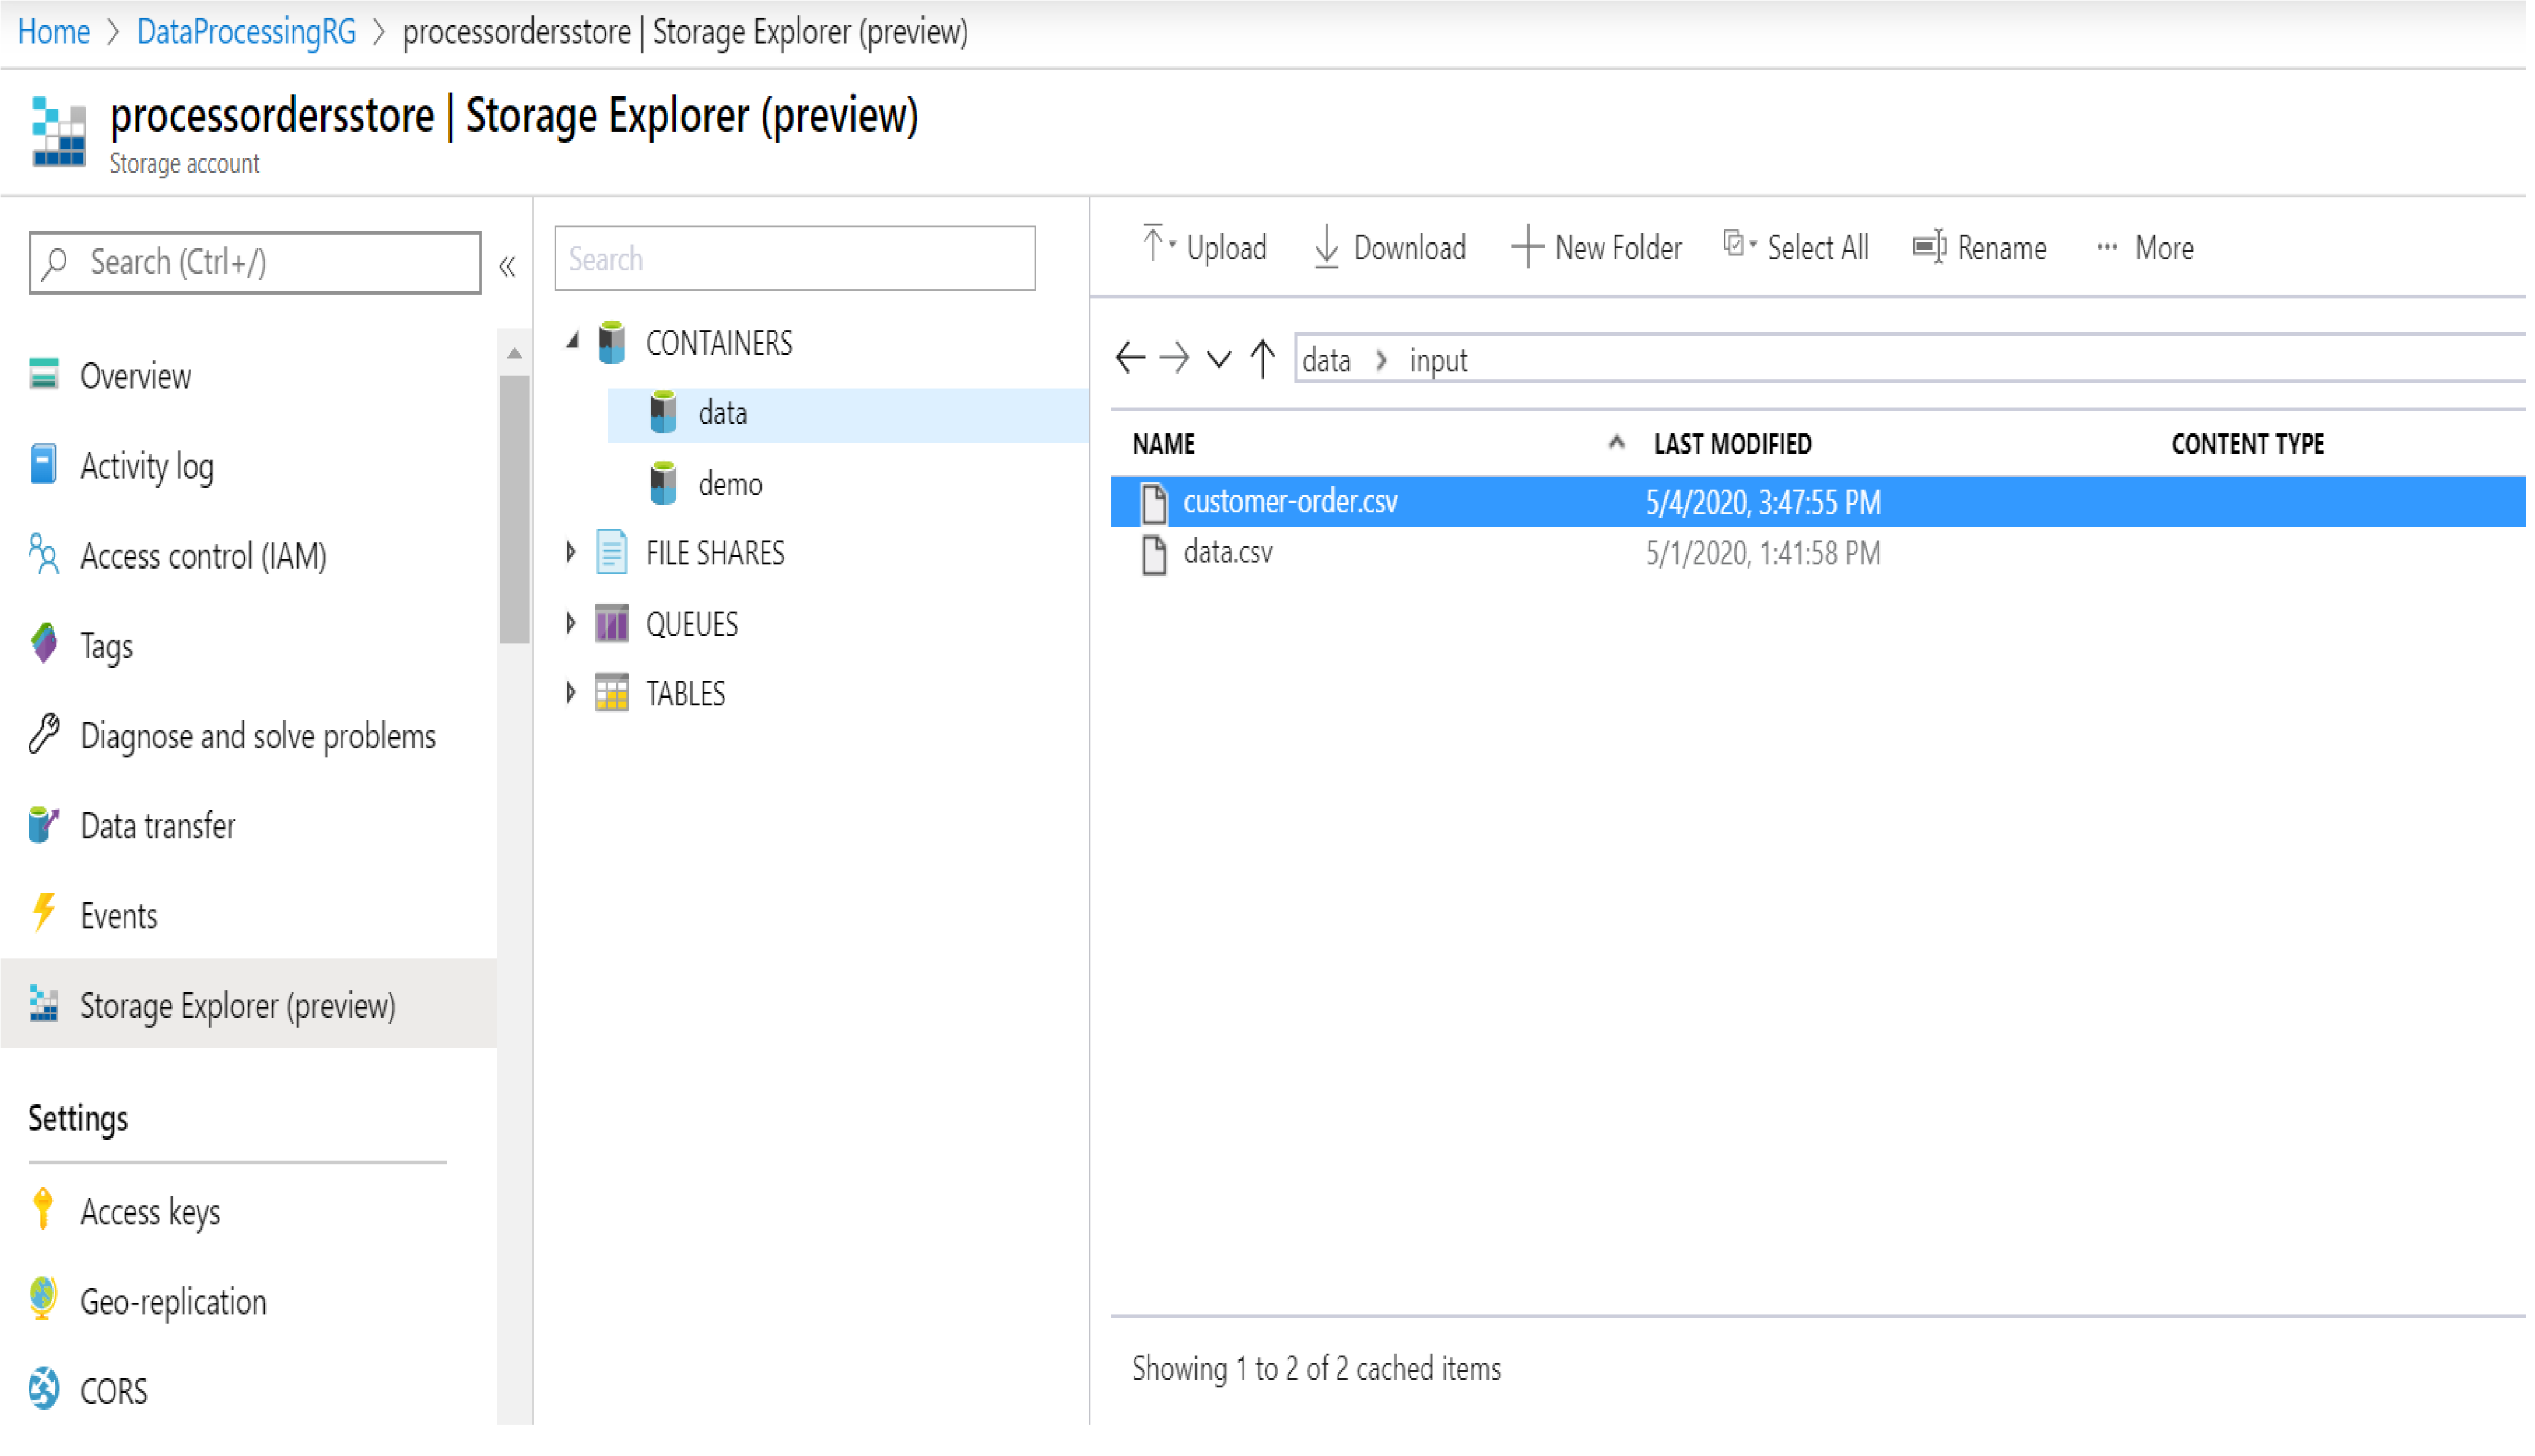 Home > DataProcessingRG > processordersstore | Storage Explorer (preview)
processordersstore | Storage Explorer (preview)
Storage account
Search (Ctrl+/)
«
Overview
Activity log
Access control (IAM)
Tags
Diagnose and solve problems
Data transfer
Events
Storage Explorer (preview)
Settings
Access keys
Geo-replication
CORS
Search
CONTAINERS
data
demo
FILE SHARES
QUEUES
TABLES
Upload Download New Folder Select All Rename ··· More
data > input
NAME LAST MODIFIED CONTENT TYPE
customer-order.csv 5/4/2020, 3:47:55 PM
data.csv 5/1/2020, 1:41:58 PM
Showing 1 to 2 of 2 cached items